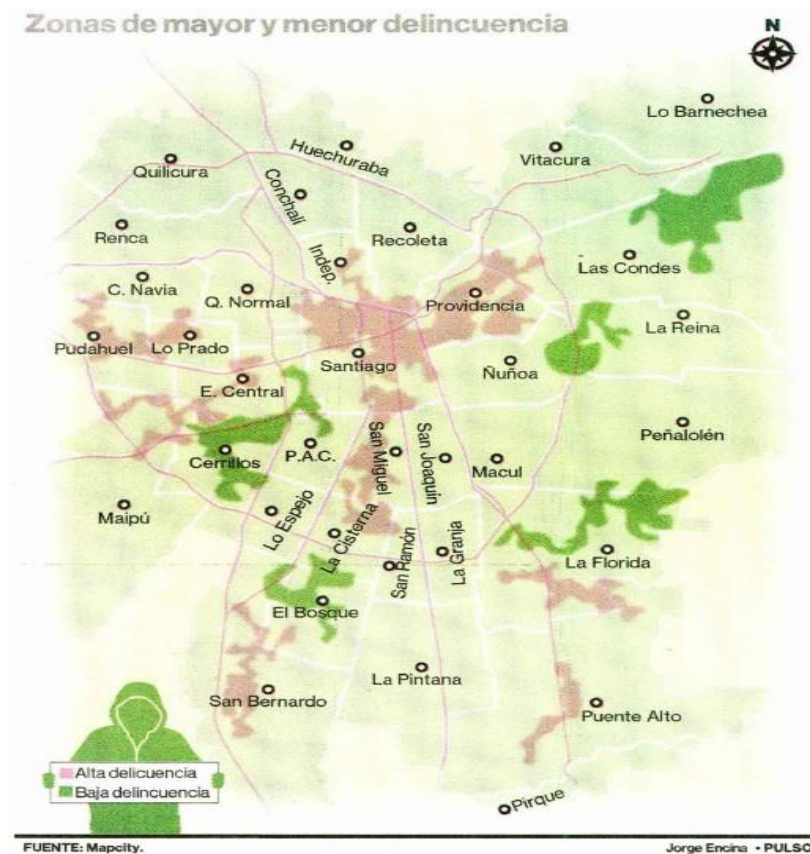 Zonas de mayor y menor delincuencia
N
Lo Barnechea
Huechuraba
Vitacura
Quilicura
Conchalí
Renca
Recoleta
Indep.
Las Condes
C. Navia
Q. Normal
Providencia
La Reina
Pudahuel
Lo Prado
Santiago
Ñuñoa
E. Central
Peñalolén
Cerrillos
P.A.C.
San Miguel
San Joaquín
Macul
Maipú
Lo Espejo
La Cisterna
San Ramón
La Granja
La Florida
El Bosque
La Pintana
San Bernardo
Puente Alto
Alta delicuencia
Baja delincuencia
Pirque
FUENTE: Mapcity.
Jorge Encina • PULSO